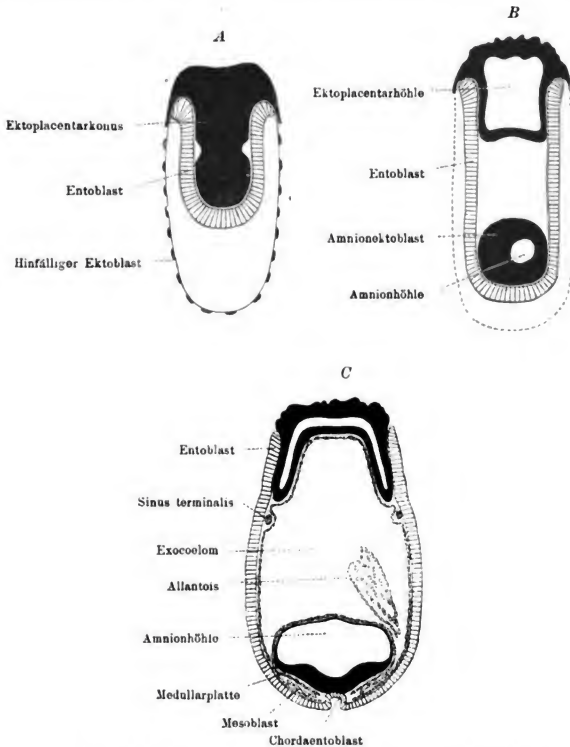 A
Ektoplacentarkonus
Entoblast
Hinfälliger Ektoblast
B
Ektoplacentarhöhle
Entoblast
Amnionektoblast
Amnionhöhle
C
Entoblast
Sinus terminalis
Exocoelom
Allantois
Amnionhöhle
Medullarplatte
Mesoblast
Chordaentoblast